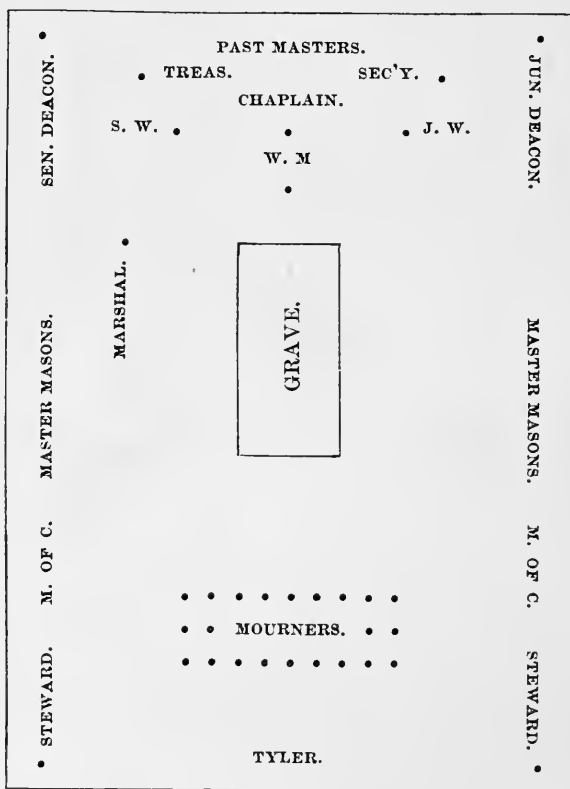 PAST MASTERS.
TREAS. SEC'Y.
CHAPLAIN.
S. W. J. W.
W. M
SEN. DEACON.
JUN. DEACON.
MARSHAL.
GRAVE.
MASTER MASONS.
MASTER MASONS.
M. OF C.
M. OF C.
MOURNERS.
STEWARD.
STEWARD.
TYLER.